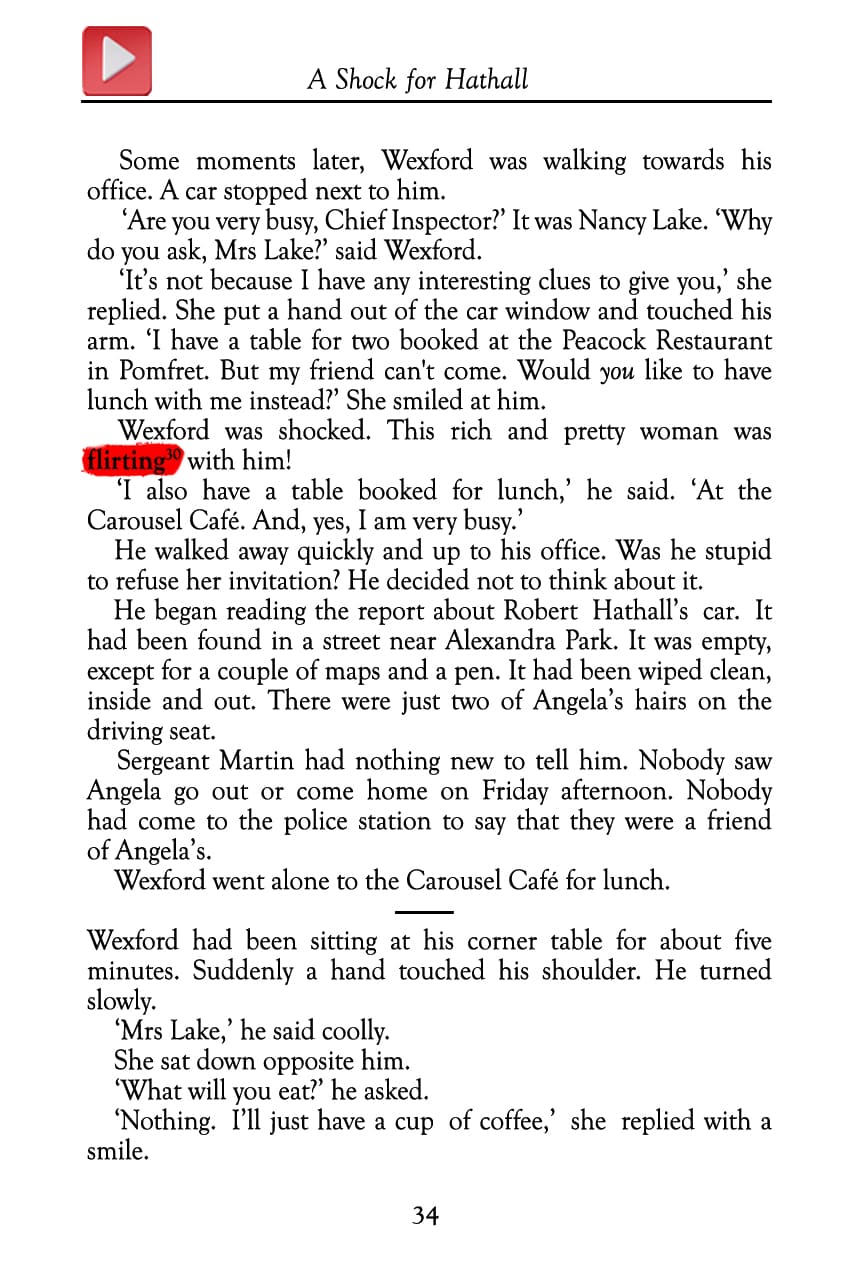 A Shock for Hathall
Some moments later, Wexford was walking towards his
office. A car stopped next to him.
‘Are you very busy, Chief Inspector?’ It was Nancy Lake. ‘Why
do you ask, Mrs Lake?’ said Wexford.
‘It’s not because I have any interesting clues to give you,’ she
replied. She put a hand out of the car window and touched his
arm. ‘I have a table for two booked at the Peacock Restaurant
in Pomfret. But my friend can't come. Would you like to have
lunch with me instead?’ She smiled at him.
Wexford was shocked. This rich and pretty woman was
flirting³⁰ with him!
‘I also have a table booked for lunch,’ he said. ‘At the
Carousel Café. And, yes, I am very busy.’
He walked away quickly and up to his office. Was he stupid
to refuse her invitation? He decided not to think about it.
He began reading the report about Robert Hathall’s car. It
had been found in a street near Alexandra Park. It was empty,
except for a couple of maps and a pen. It had been wiped clean,
inside and out. There were just two of Angela’s hairs on the
driving seat.
Sergeant Martin had nothing new to tell him. Nobody saw
Angela go out or come home on Friday afternoon. Nobody
had come to the police station to say that they were a friend
of Angela’s.
Wexford went alone to the Carousel Café for lunch.
Wexford had been sitting at his corner table for about five
minutes. Suddenly a hand touched his shoulder. He turned
slowly.
‘Mrs Lake,’ he said coolly.
She sat down opposite him.
‘What will you eat?’ he asked.
‘Nothing. I’ll just have a cup of coffee,’ she replied with a
smile.
34